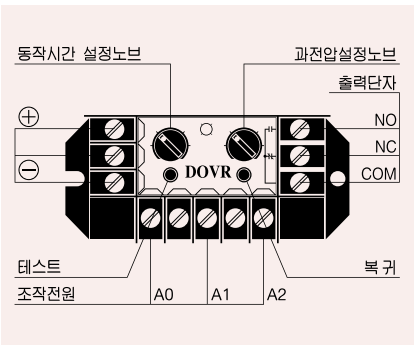 동작시간 설정노브
과전압설정노브
출력단자
⊕
NO
NC
⊖
COM
DOVR
테스트
복귀
조작전원
A0
A1
A2